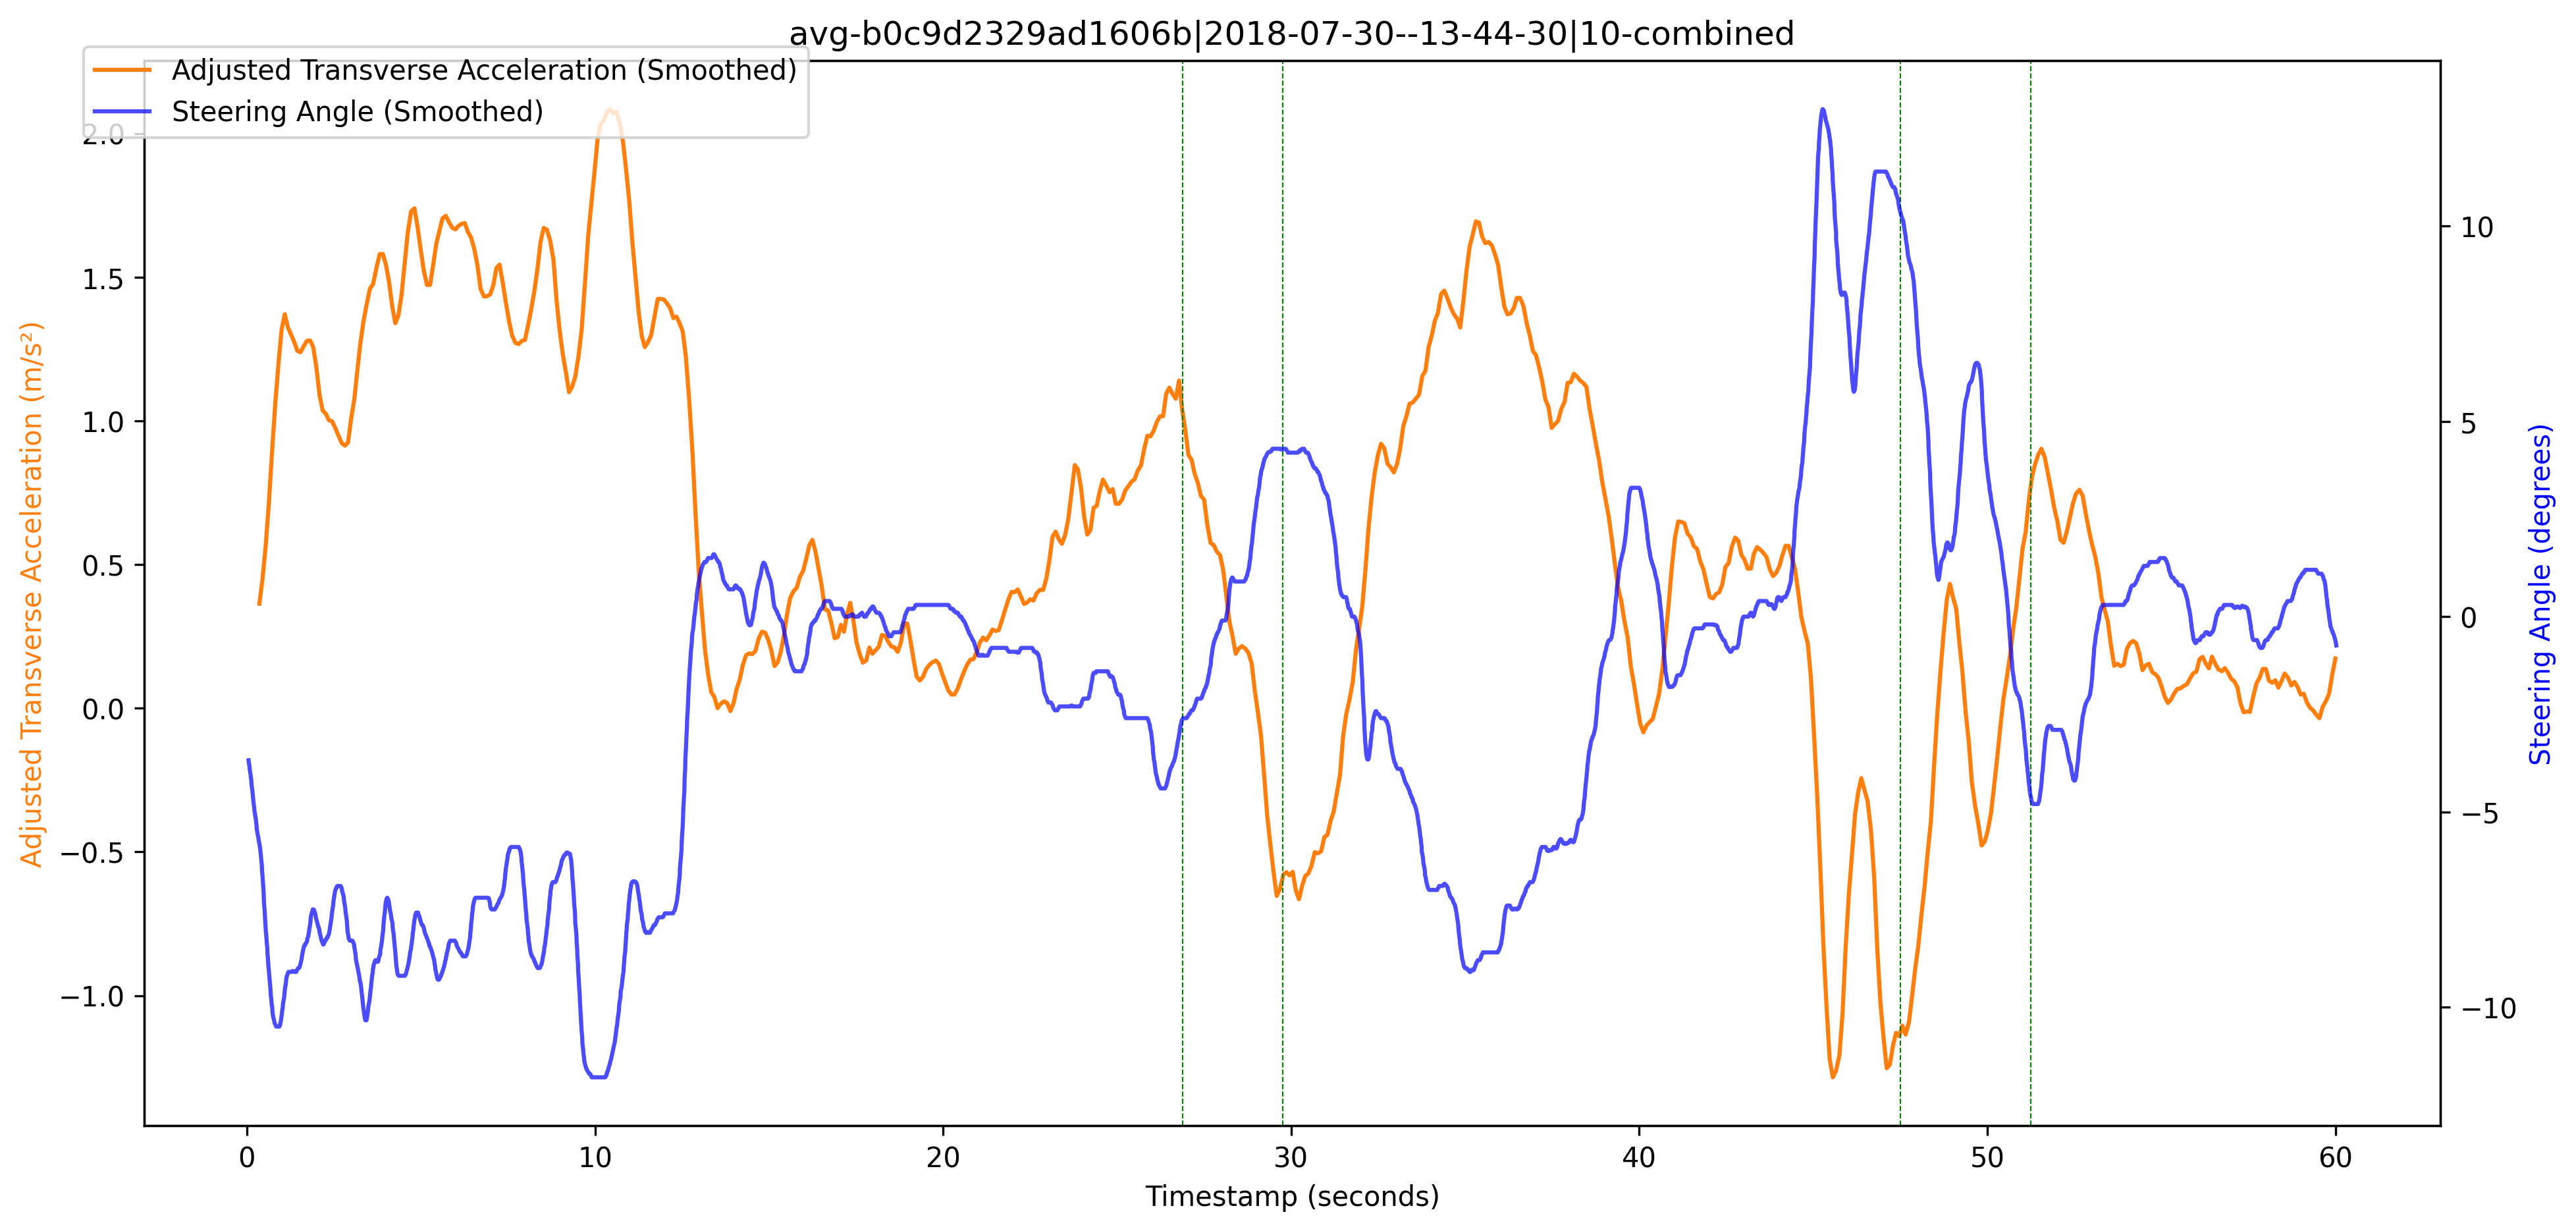 avg-b0c9d2329ad1606b|2018-07-30--13-44-30|10-combined
Adjusted Transverse Acceleration (Smoothed)
Steering Angle (Smoothed)
2.0
1.5
1.0
0.5
0.0
−0.5
−1.0
Adjusted Transverse Acceleration (m/s²)
10
5
0
−5
−10
Steering Angle (degrees)
0 10 20 30 40 50 60
Timestamp (seconds)